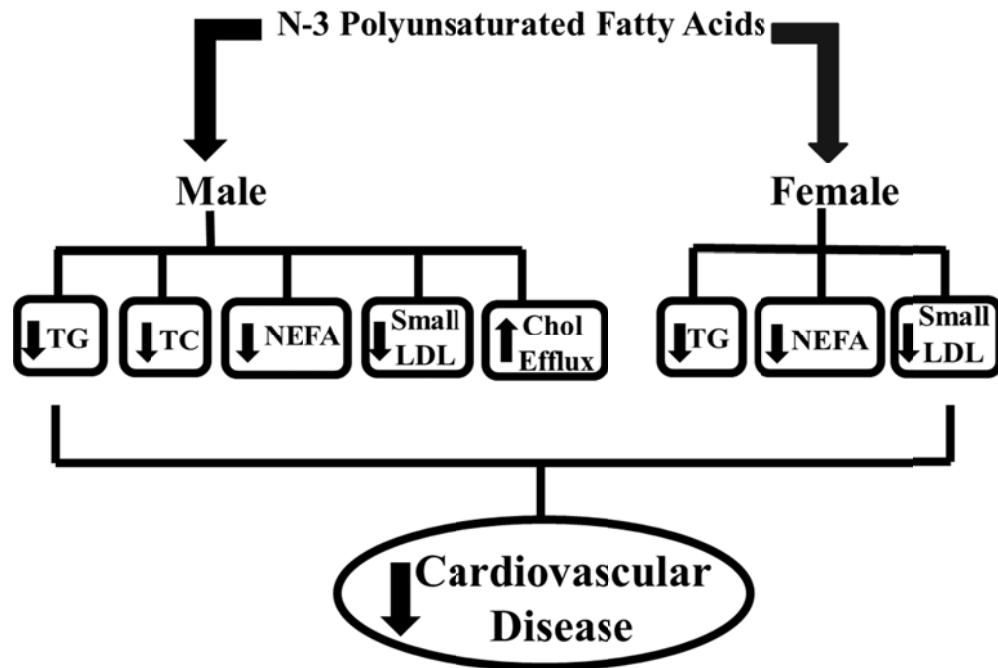 N-3 Polyunsaturated Fatty Acids
Male
Female
TG
TC
NEFA
Small
LDL
Chol
Efflux
TG
NEFA
Small
LDL
Cardiovascular
Disease